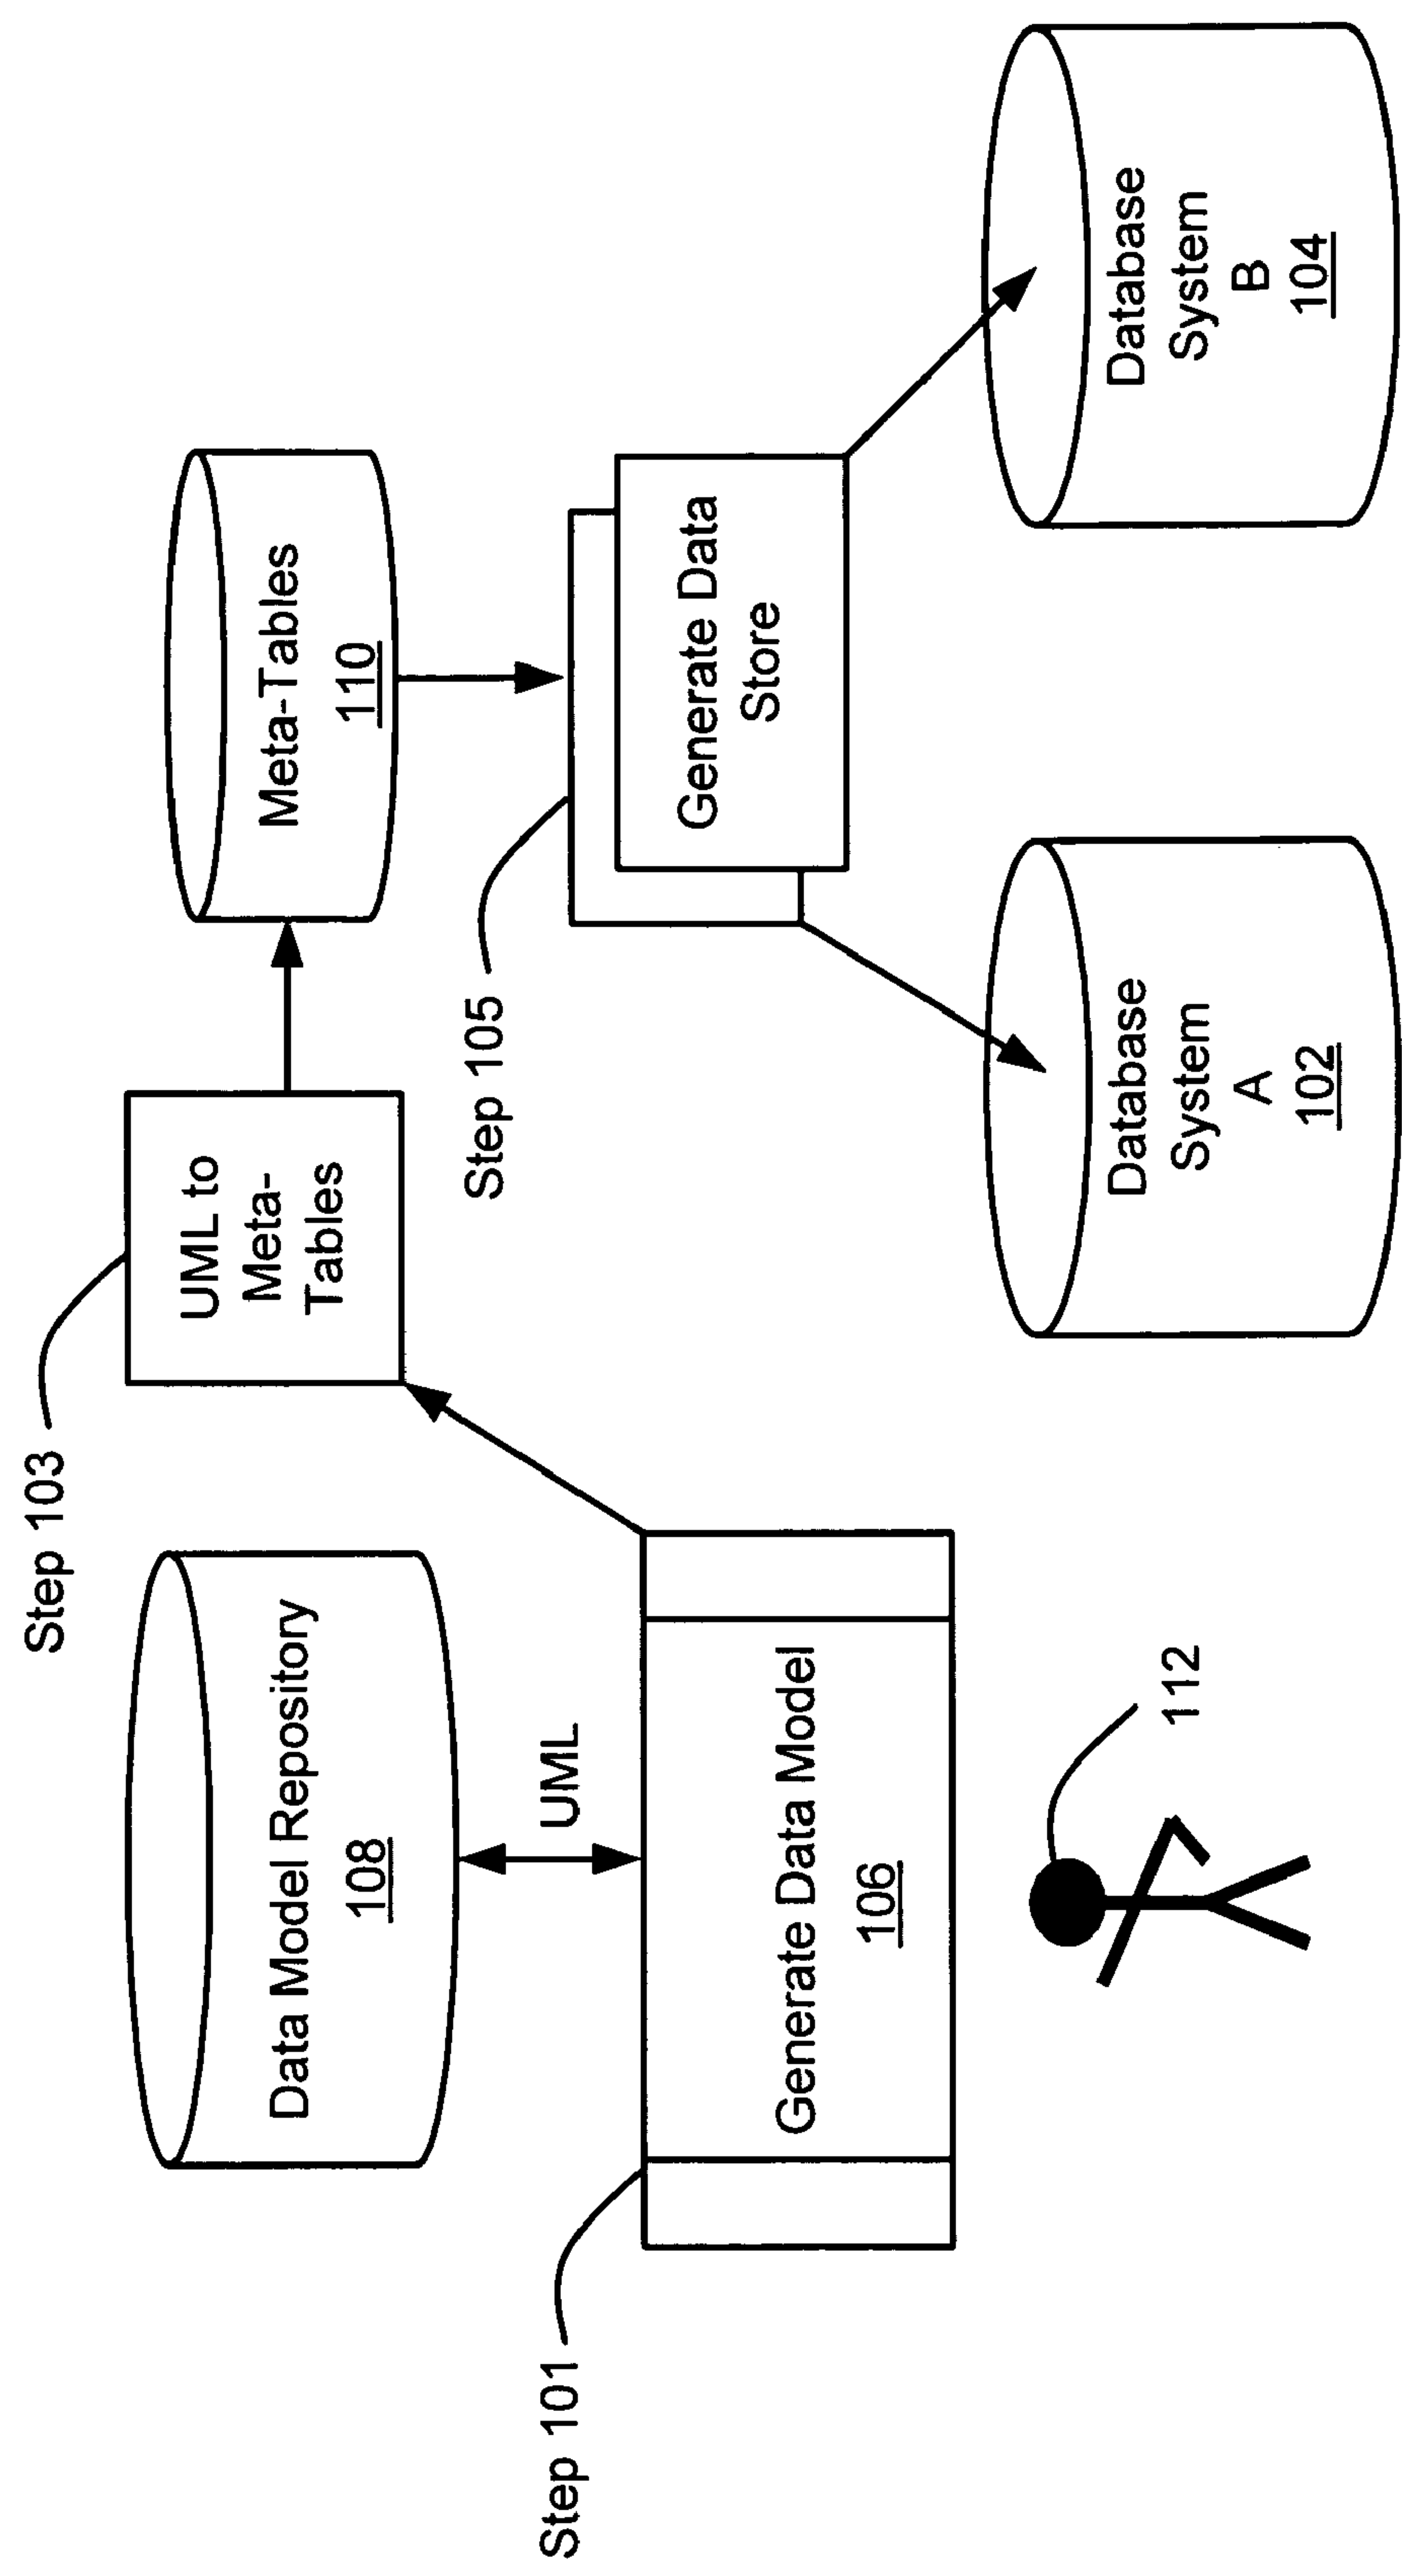 Step 103
UML to
Meta-
Tables
Meta-Tables
110
Data Model Repository
108
UML
Step 101
Generate Data Model
106
112
Step 105
Generate Data
Store
Database
System
A
102
Database
System
B
104